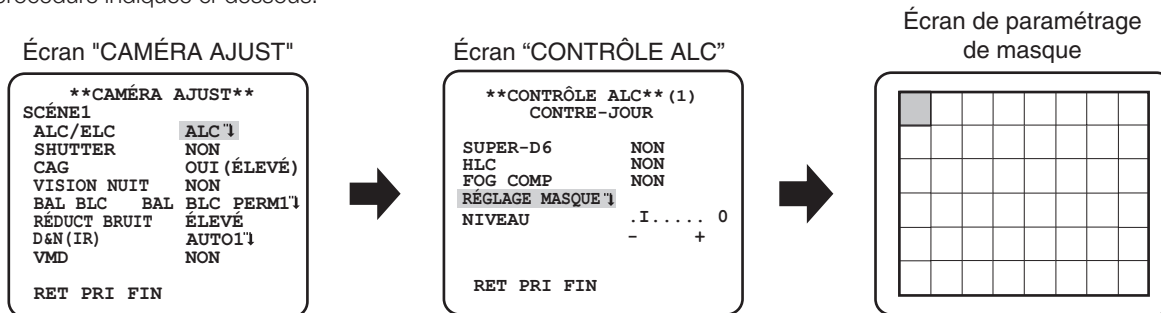 procédure indiquée ci-dessous.
Écran "CAMÉRA AJUST"
**CAMÉRA AJUST**
SCÉNE1
ALC/ELC ALC
SHUTTER NON
CAG OUI(ÉLEVÉ)
VISION NUIT NON
BAL BLC BAL BLC PERM1
RÉDUCT BRUIT ÉLEVÉ
D&N(IR) AUTO1
VMD NON
RET PRI FIN
Écran “CONTRÔLE ALC”
**CONTRÔLE ALC**(1)
CONTRE-JOUR
SUPER-D6 NON
HLC NON
FOG COMP NON
RÉGLAGE MASQUE
NIVEAU .I..... 0
- +
RET PRI FIN
Écran de paramétrage
de masque